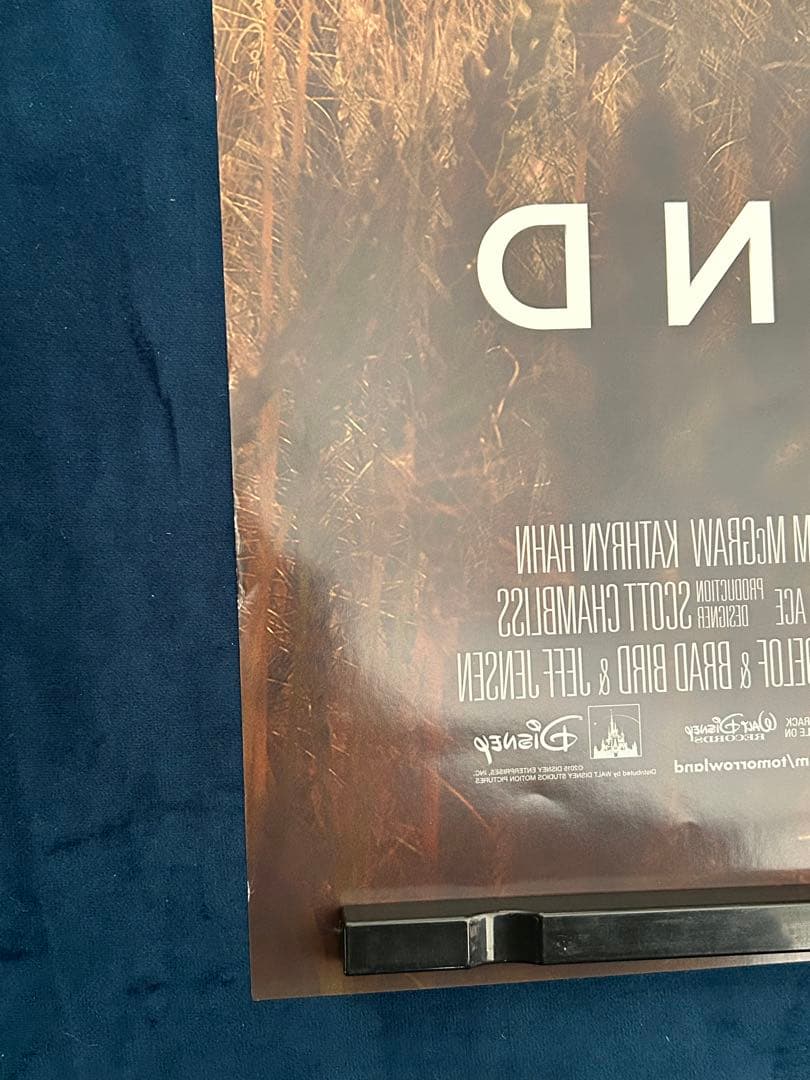 ND
M McGRAW KATHRYN HAHN
ACE PRODUCTION DESIGNER SCOTT CHAMBLISS
DELOF & BRAD BIRD & JEFF JENSEN
RACK
LE ON WALT DISNEY RECORDS
DISNEY
m/tomorrowland
Distributed by WALT DISNEY STUDIOS MOTION PICTURES
©2015 DISNEY ENTERPRISES, INC.